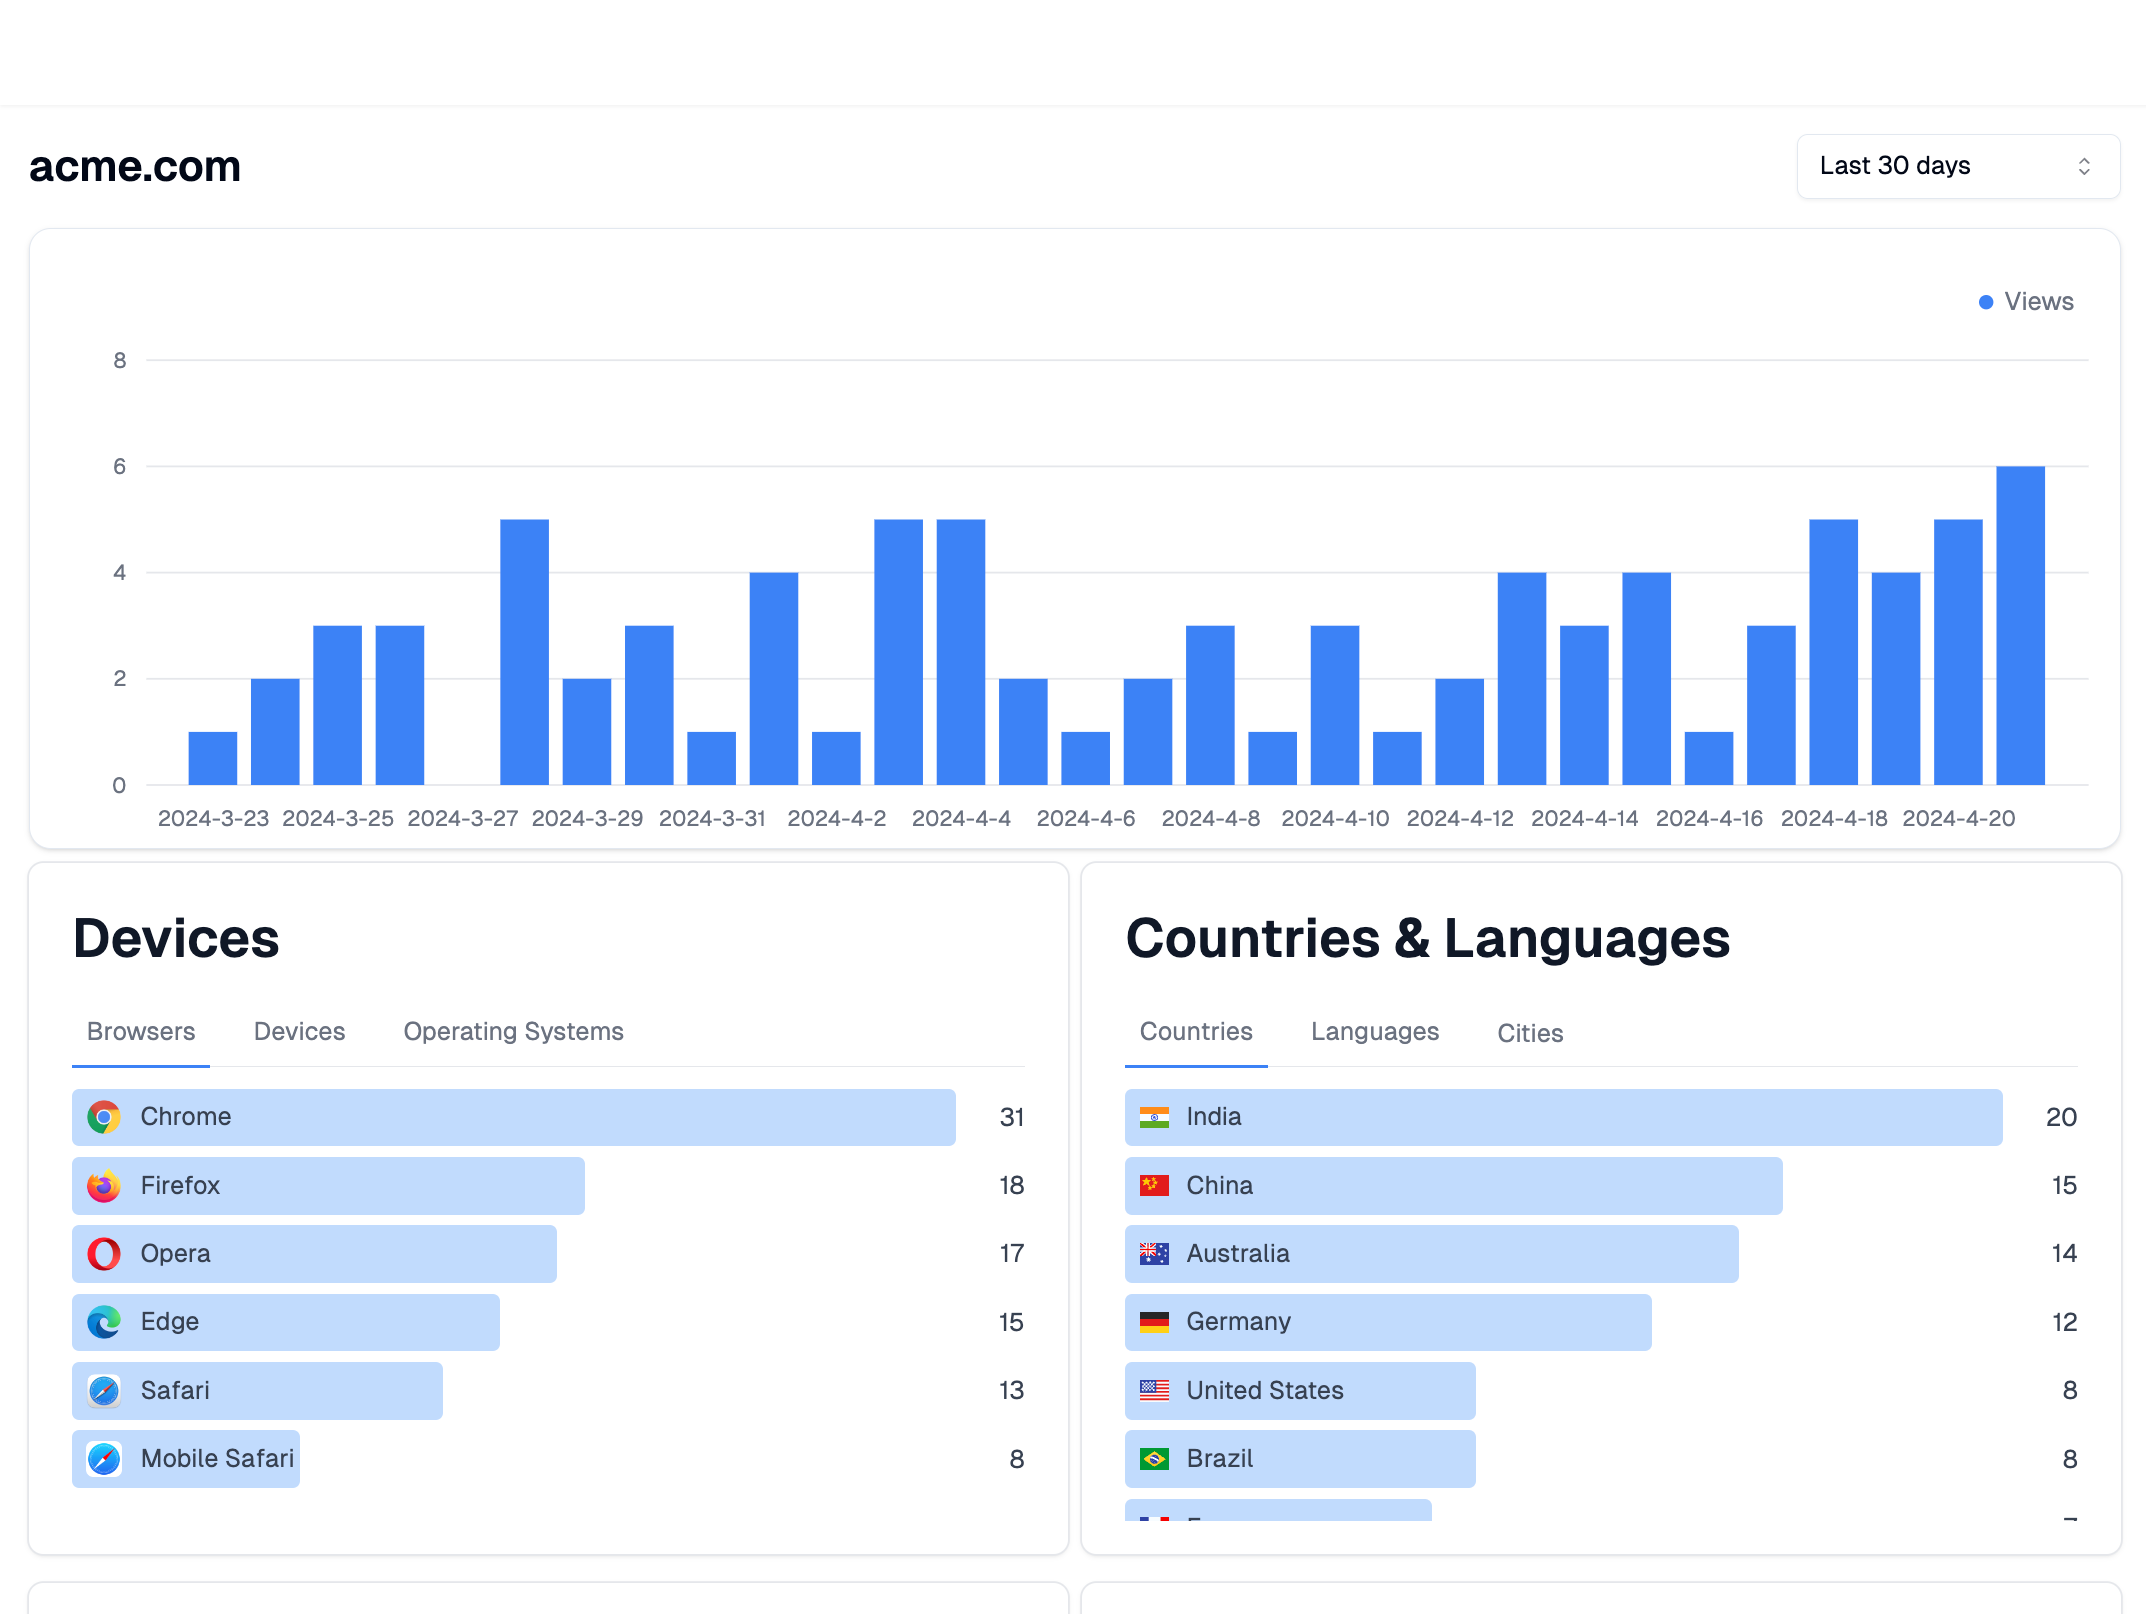 acme.com
Last 30 days
Views
8
6
4
2
0
2024-3-23 2024-3-25 2024-3-27 2024-3-29 2024-3-31 2024-4-2 2024-4-4 2024-4-6 2024-4-8 2024-4-10 2024-4-12 2024-4-14 2024-4-16 2024-4-18 2024-4-20
Devices
Browsers Devices Operating Systems
Chrome 31
Firefox 18
Opera 17
Edge 15
Safari 13
Mobile Safari 8
Countries & Languages
Countries Languages Cities
India 20
China 15
Australia 14
Germany 12
United States 8
Brazil 8